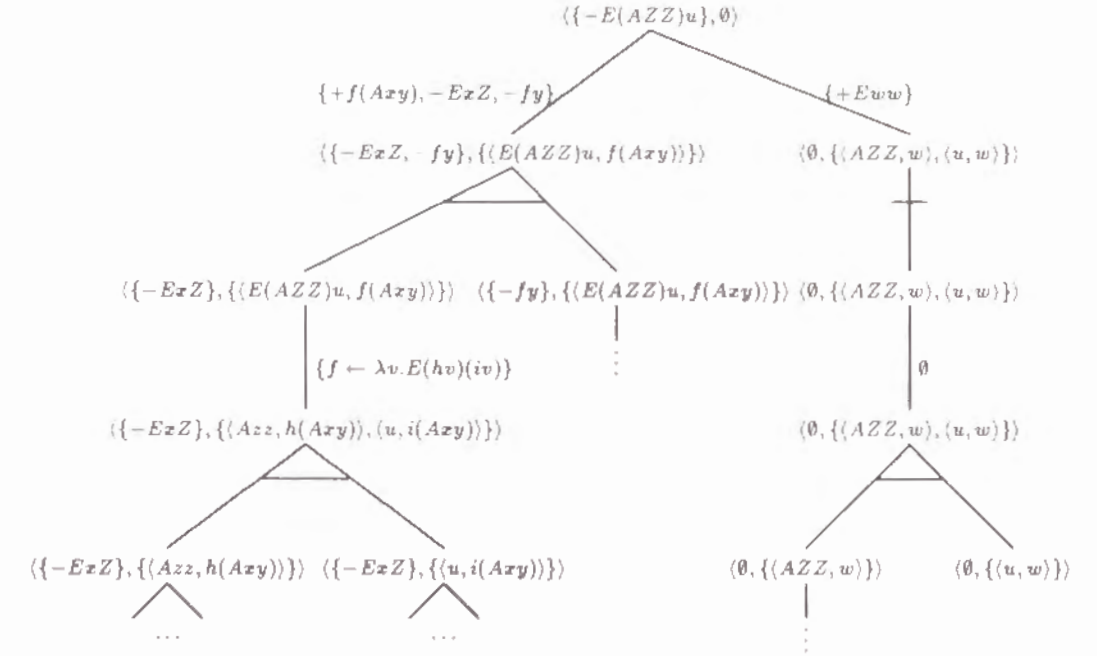 ⟨{−E(AZZ)u}, ∅⟩
{+f(Axy), −ExZ, −fy} {+Eww}
⟨{−ExZ, fy}, {⟨E(AZZ)u, f(Axy)⟩}⟩ ⟨∅, {⟨AZZ, w⟩, ⟨u, w⟩}⟩
⟨{−ExZ}, {⟨E(AZZ)u, f(Axy)⟩}⟩ ⟨{−fy}, {⟨E(AZZ)u, f(Axy)⟩}⟩ ⟨∅, {⟨AZZ, w⟩, ⟨u, w⟩}⟩
⋮
{f ← λv.E(hv)(iv)} ∅
⟨{−ExZ}, {⟨Azz, h(Axy)⟩, ⟨u, i(Axy)⟩}⟩ ⟨∅, {⟨AZZ, w⟩, ⟨u, w⟩}⟩
⟨{−ExZ}, {⟨Azz, h(Axy)⟩}⟩ ⟨{−ExZ}, {⟨u, i(Axy)⟩}⟩ ⟨∅, {⟨AZZ, w⟩}⟩ ⟨∅, {⟨u, w⟩}⟩
... ... ⋮